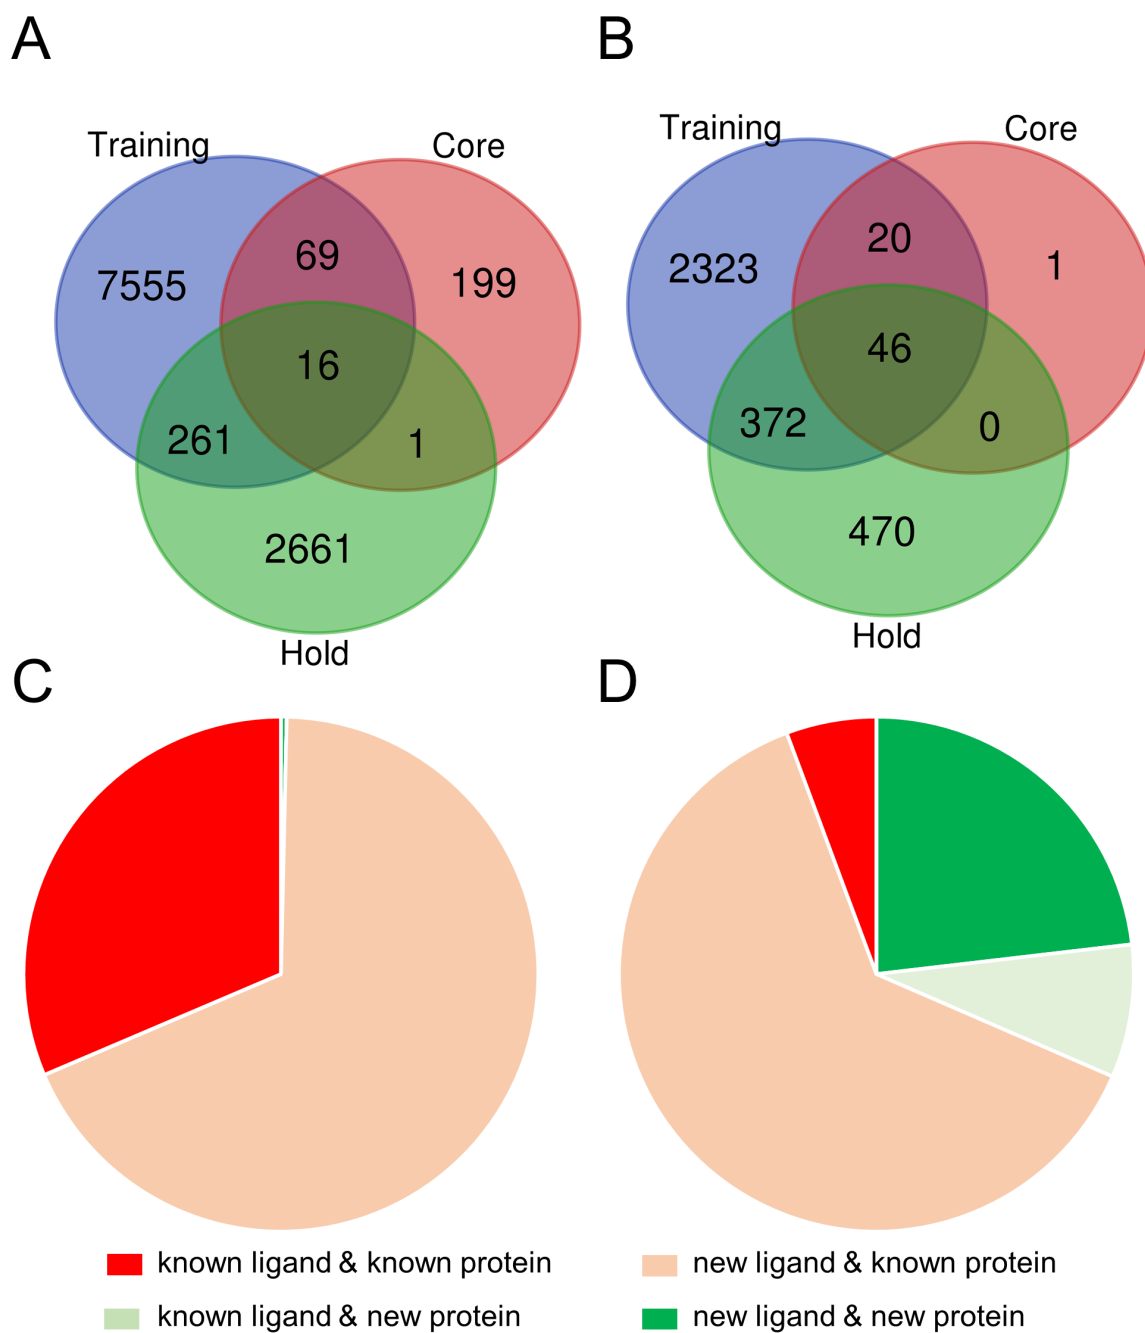 A
B
Training
Core
7555
69
199
16
261
1
2661
Hold
Training
Core
2323
20
1
46
372
0
470
Hold
C
D
known ligand & known protein
new ligand & known protein
known ligand & new protein
new ligand & new protein